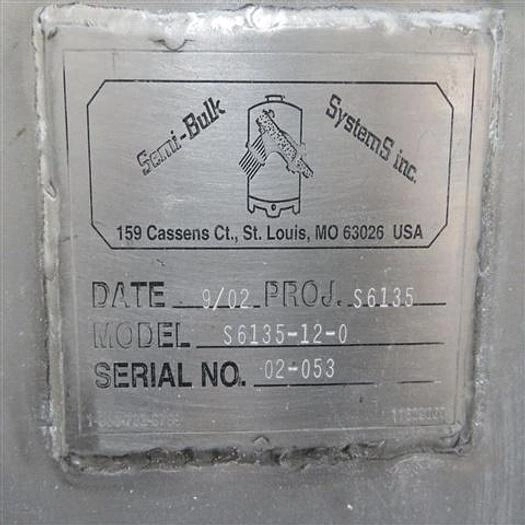 Semi-Bulk SystemS inc.
159 Cassens Ct., St. Louis, MO 63026 USA
DATE 9/02 PROJ. S6135
MODEL S6135-12-0
SERIAL NO. 02-053